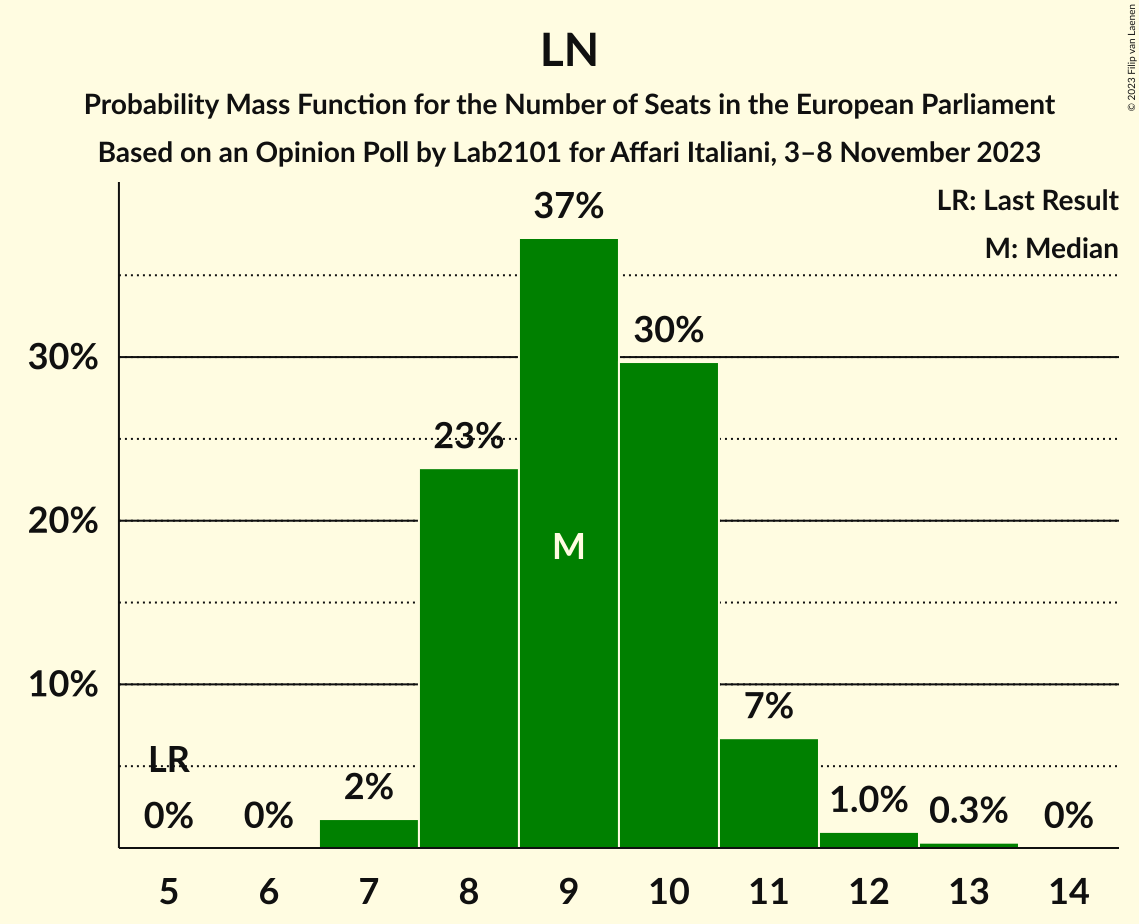 LN
Probability Mass Function for the Number of Seats in the European Parliament
Based on an Opinion Poll by Lab2101 for Affari Italiani, 3–8 November 2023
© 2023 Filip van Laenen
LR: Last Result
M: Median
37%
30%
30%
23%
20%
M
10%
7%
LR
2%
1.0%
0.3%
0%
0%
0%
5 6 7 8 9 10 11 12 13 14